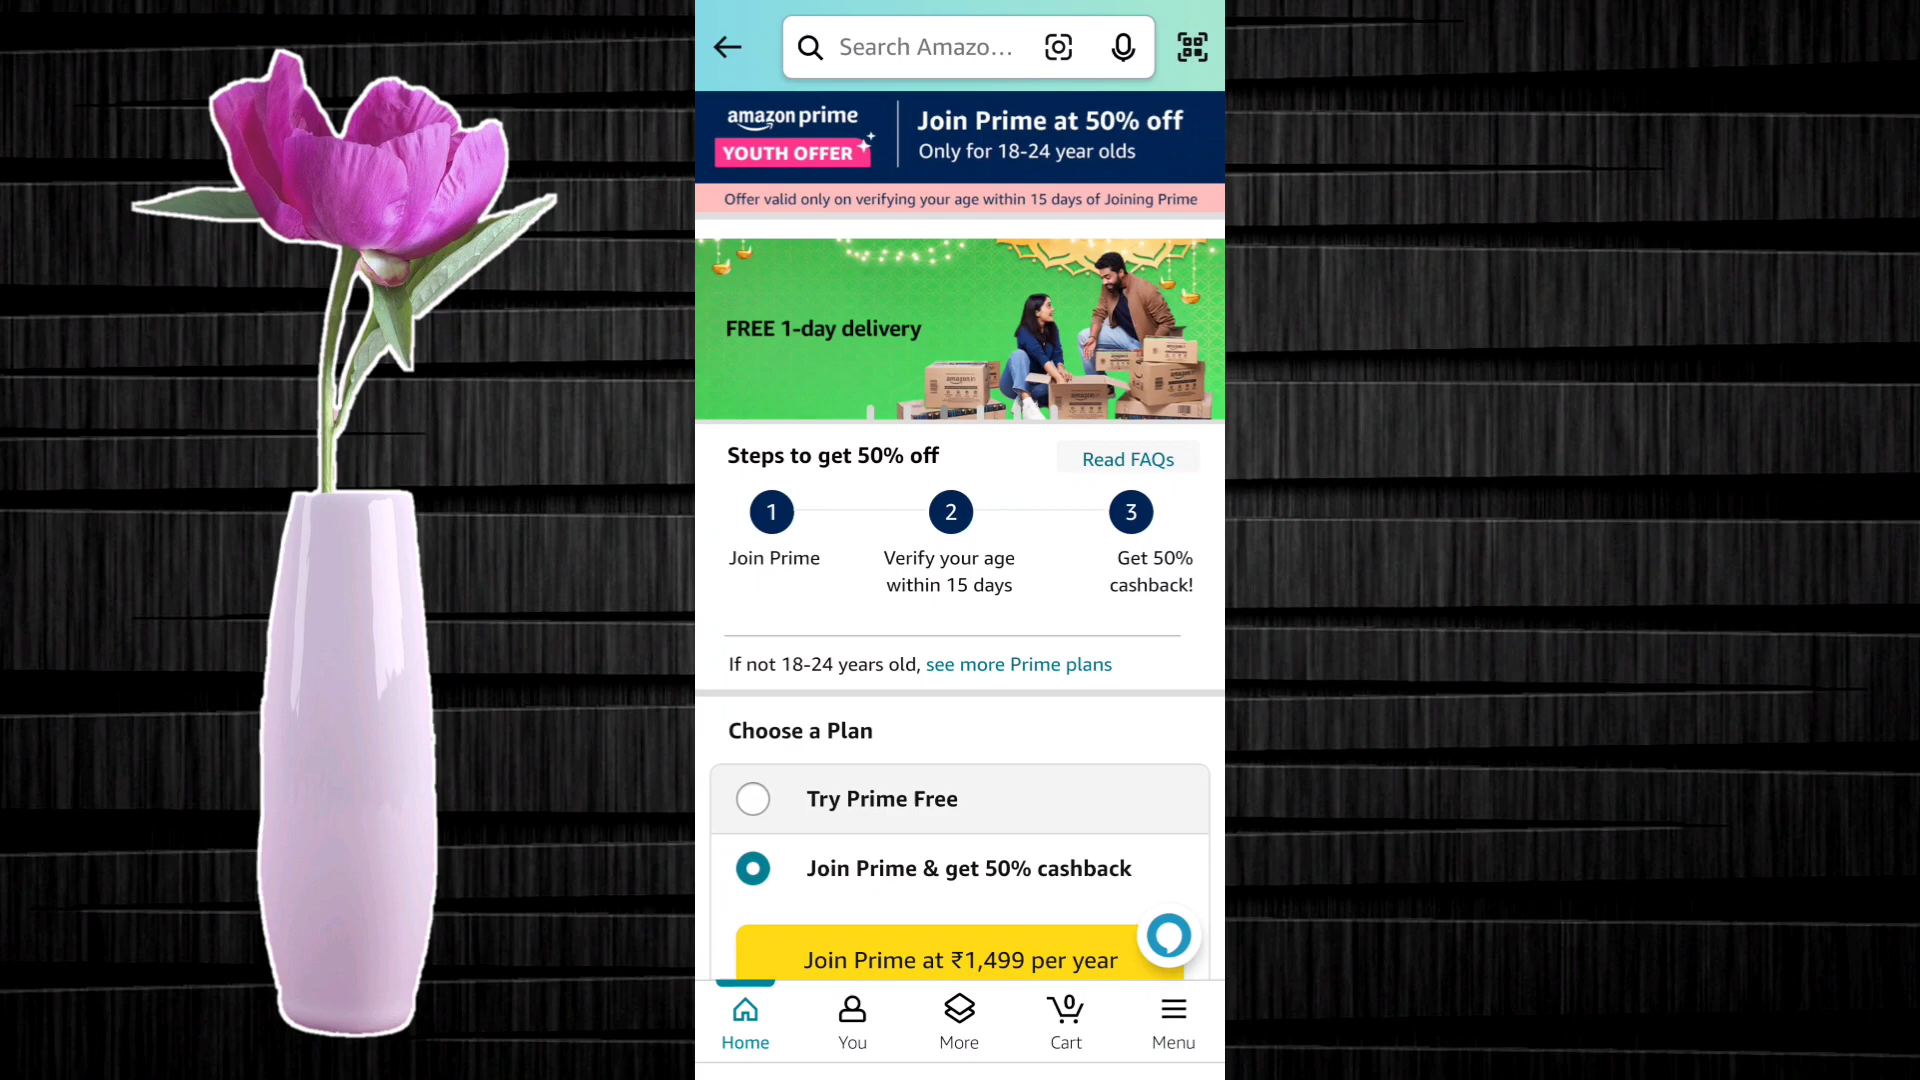 Search Amazo...
amazon prime
YOUTH OFFER
Join Prime at 50% off
Only for 18-24 year olds
Offer valid only on verifying your age within 15 days of Joining Prime
FREE 1-day delivery
Steps to get 50% off
Read FAQs
1
2
3
Join Prime
Verify your age
within 15 days
Get 50%
cashback!
If not 18-24 years old, see more Prime plans
Choose a Plan
Try Prime Free
Join Prime & get 50% cashback
Join Prime at ₹1,499 per year
0
Home
You
More
Cart
Menu